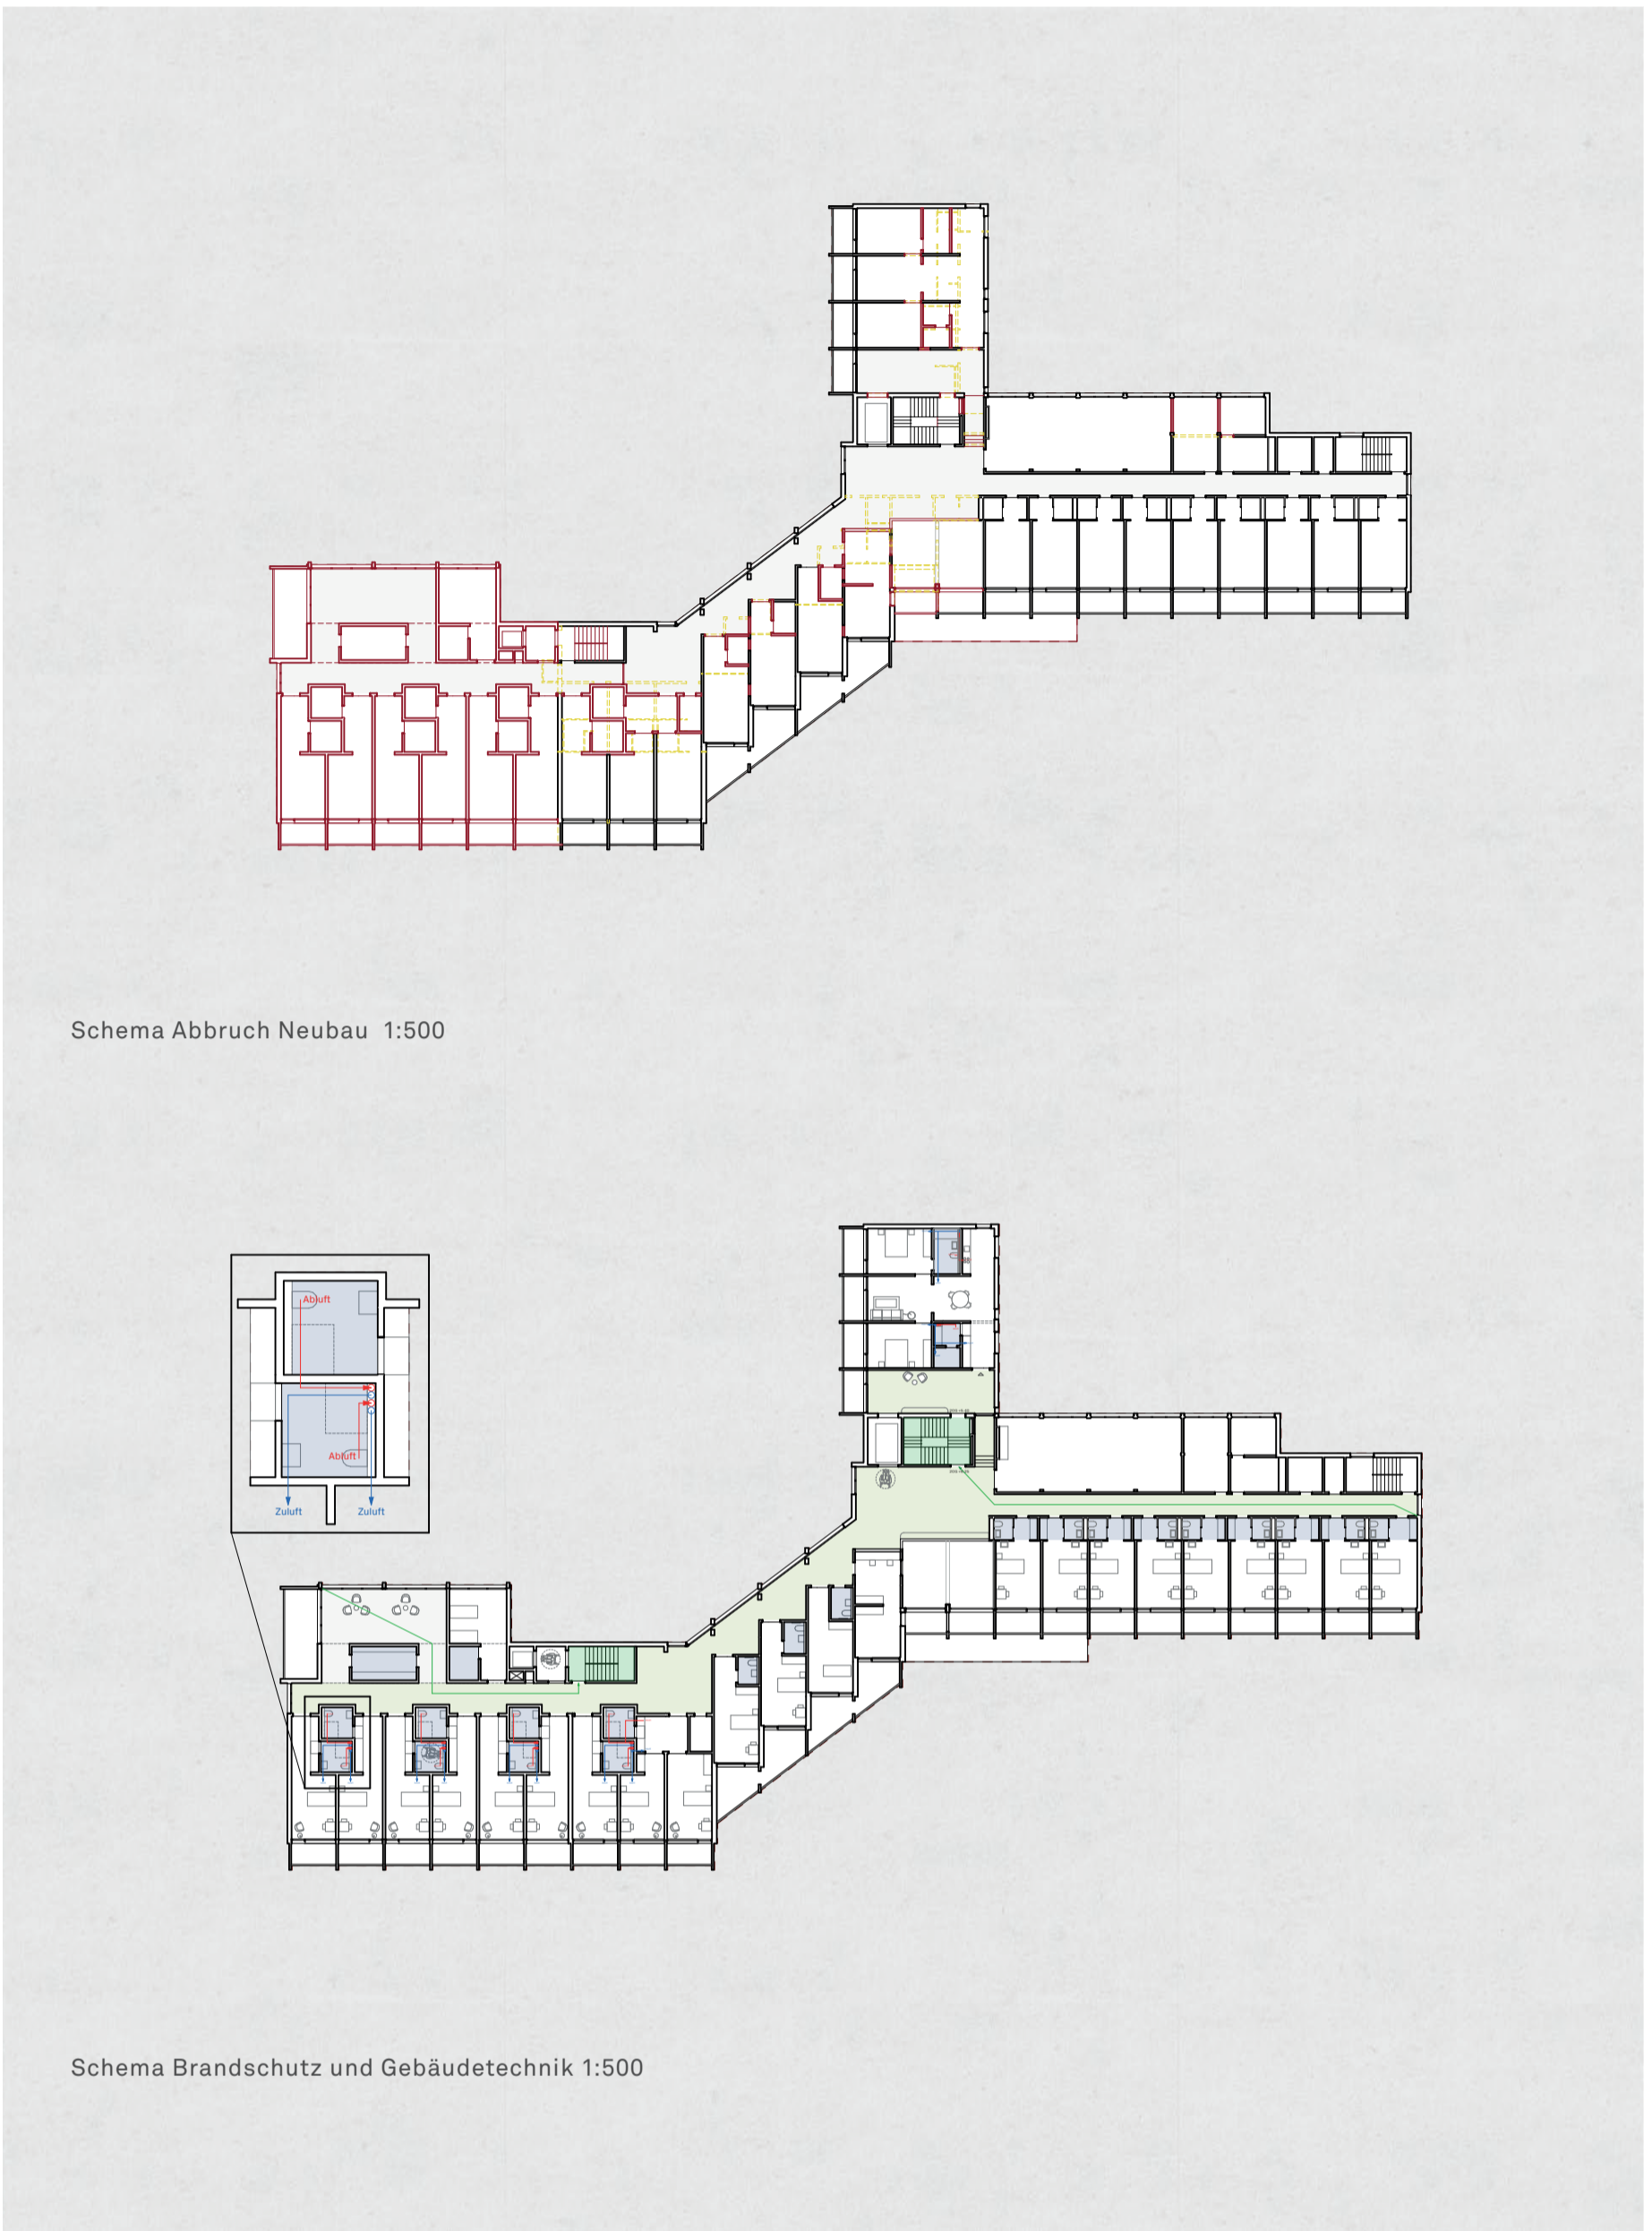 Schema Abbruch Neubau 1:500
Abluft
Abluft
Zuluft Zuluft
Schema Brandschutz und Gebäudetechnik 1:500